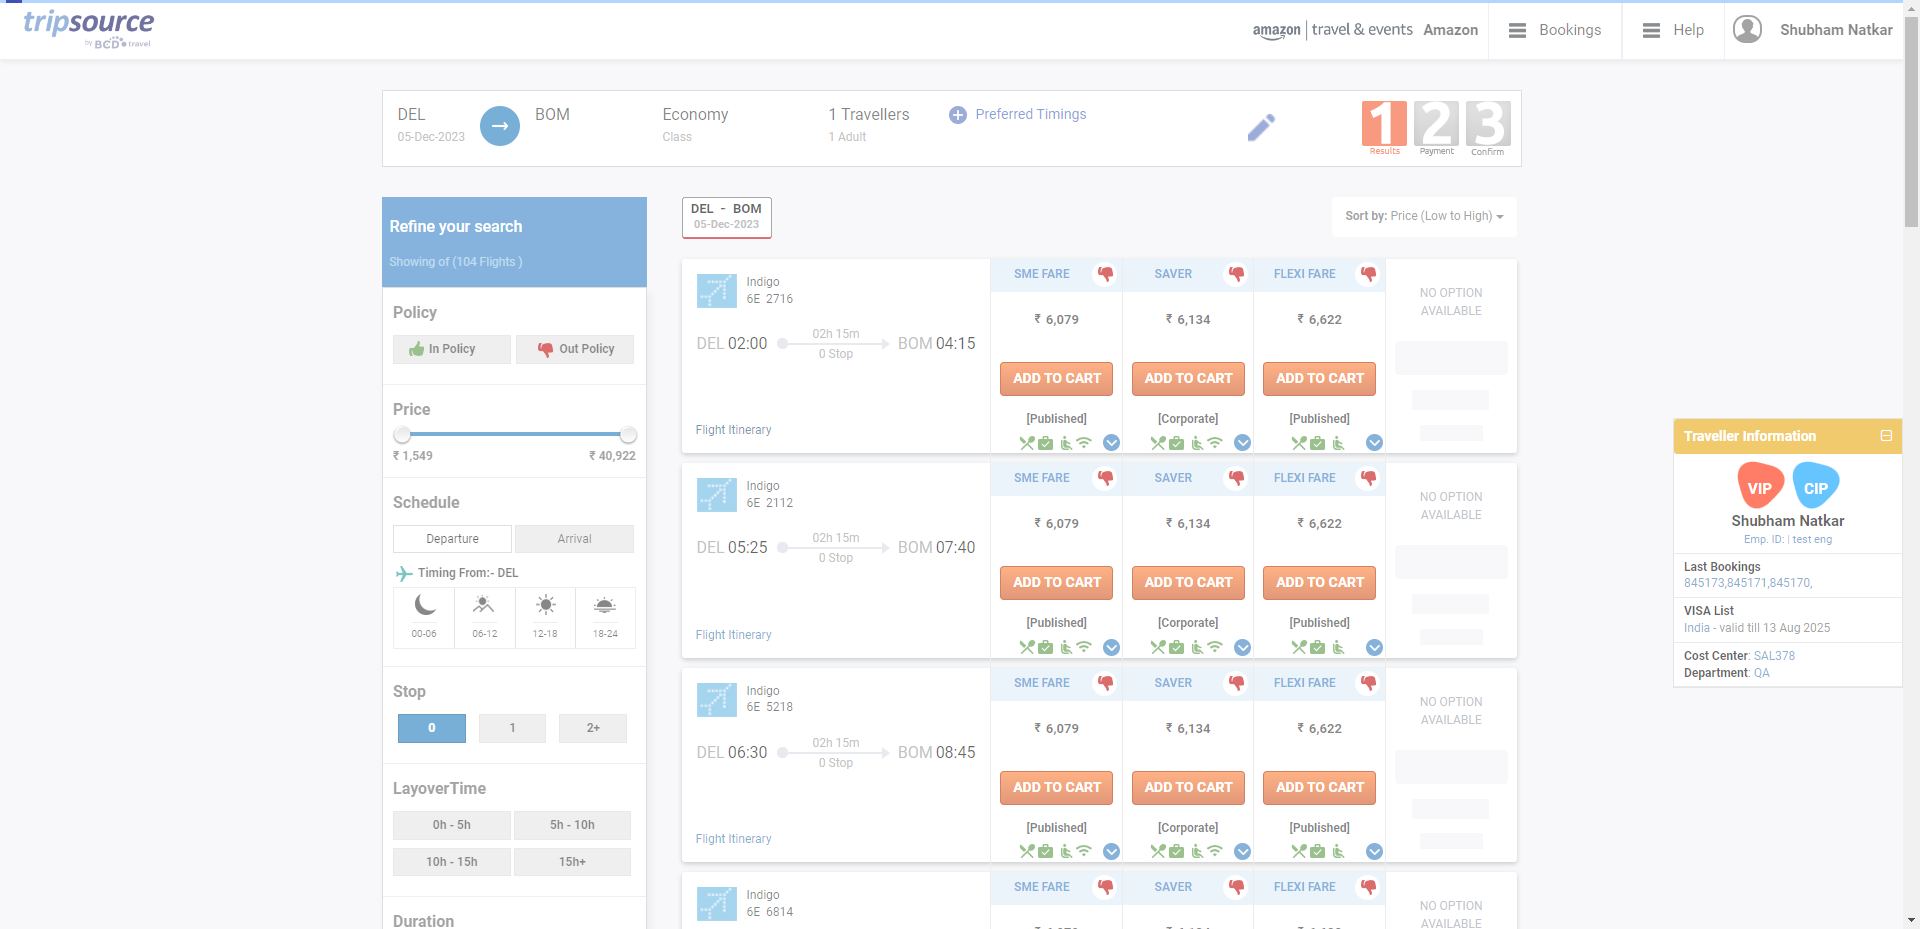 tripsource
by BCD travel
amazon | travel & events Amazon
Bookings
Help
Shubham Natkar
DEL
05-Dec-2023
BOM
Economy
Class
1 Travellers
1 Adult
Preferred Timings
1 2 3
Results Payment Confirm
Refine your search
Showing of (104 Flights )
Policy
In Policy
Out Policy
Price
₹ 1,549
₹ 40,922
Schedule
Departure
Arrival
Timing From:- DEL
00-06
06-12
12-18
18-24
Stop
0
1
2+
LayoverTime
0h - 5h
5h - 10h
10h - 15h
15h+
Duration
DEL - BOM
05-Dec-2023
Sort by: Price (Low to High)
Indigo
6E 2716
DEL 02:00
02h 15m
0 Stop
BOM 04:15
Flight Itinerary
SME FARE
₹ 6,079
ADD TO CART
[Published]
SAVER
₹ 6,134
ADD TO CART
[Corporate]
FLEXI FARE
₹ 6,622
ADD TO CART
[Published]
NO OPTION
AVAILABLE
Indigo
6E 2112
DEL 05:25
02h 15m
0 Stop
BOM 07:40
Flight Itinerary
SME FARE
₹ 6,079
ADD TO CART
[Published]
SAVER
₹ 6,134
ADD TO CART
[Corporate]
FLEXI FARE
₹ 6,622
ADD TO CART
[Published]
NO OPTION
AVAILABLE
Indigo
6E 5218
DEL 06:30
02h 15m
0 Stop
BOM 08:45
Flight Itinerary
SME FARE
₹ 6,079
ADD TO CART
[Published]
SAVER
₹ 6,134
ADD TO CART
[Corporate]
FLEXI FARE
₹ 6,622
ADD TO CART
[Published]
NO OPTION
AVAILABLE
Indigo
6E 6814
SME FARE
SAVER
FLEXI FARE
NO OPTION
AVAILABLE
Traveller Information
VIP
CIP
Shubham Natkar
Emp. ID: | test eng
Last Bookings
845173,845171,845170,
VISA List
India - valid till 13 Aug 2025
Cost Center: SAL378
Department: QA